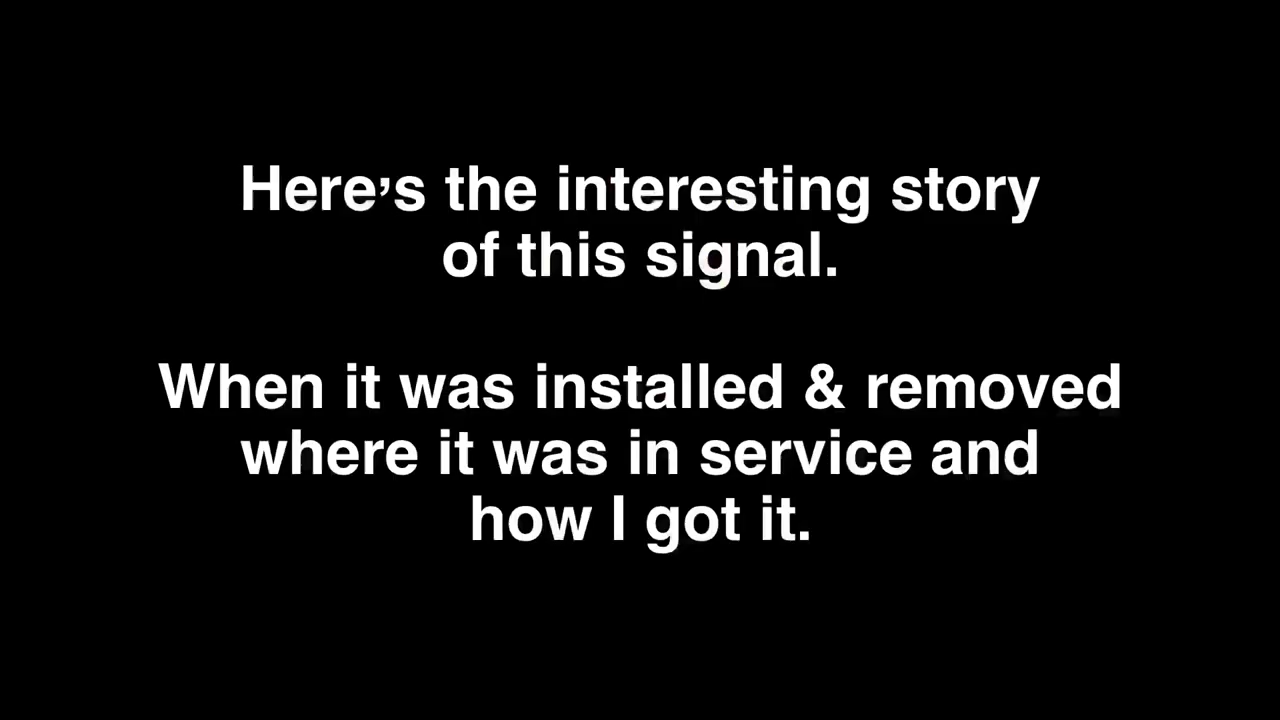 Here's the interesting story
of this signal.
When it was installed & removed
where it was in service and
how I got it.